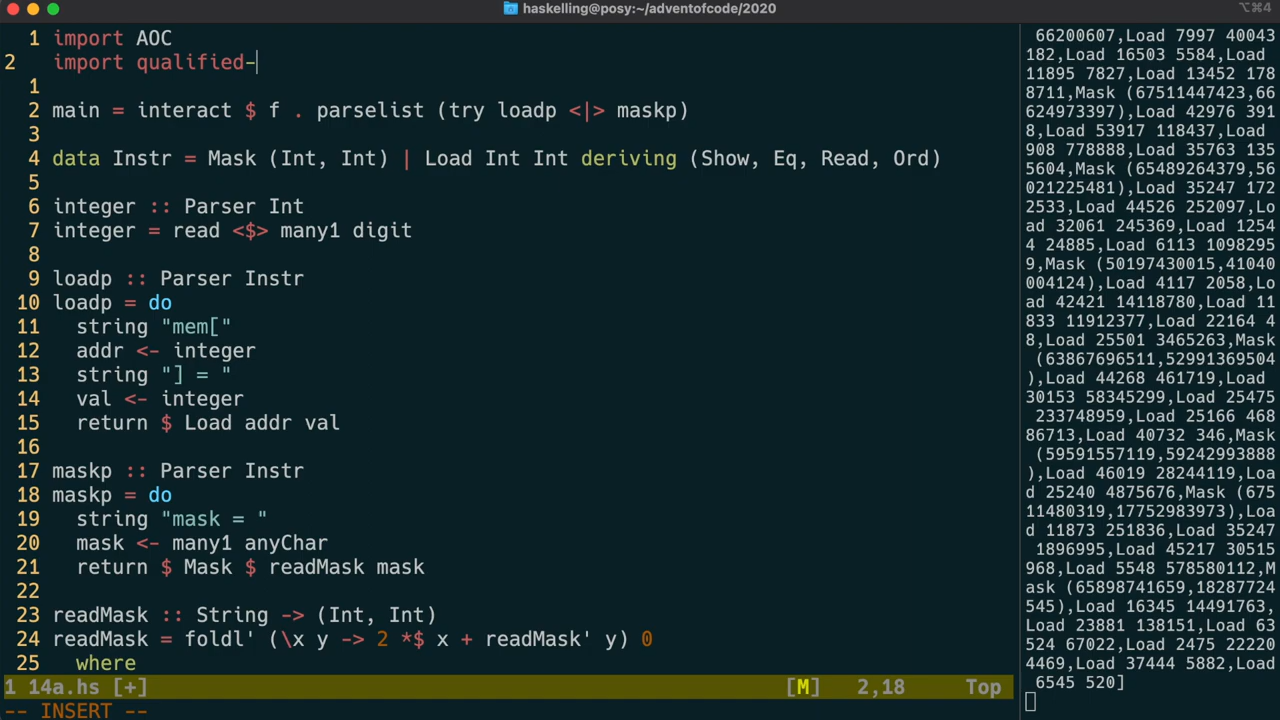 haskelling@posy:~/adventofcode/2020
⌥⌘4
1 import AOC
2 import qualified-
1
2 main = interact $ f . parselist (try loadp <|> maskp)
3
4 data Instr = Mask (Int, Int) | Load Int Int deriving (Show, Eq, Read, Ord)
5
6 integer :: Parser Int
7 integer = read <$> many1 digit
8
9 loadp :: Parser Instr
10 loadp = do
11 string "mem["
12 addr <- integer
13 string "] = "
14 val <- integer
15 return $ Load addr val
16
17 maskp :: Parser Instr
18 maskp = do
19 string "mask = "
20 mask <- many1 anyChar
21 return $ Mask $ readMask mask
22
23 readMask :: String -> (Int, Int)
24 readMask = foldl' (\x y -> 2 *$ x + readMask' y) 0
25 where
1 14a.hs [+] [M] 2,18 Top
-- INSERT --
66200607,Load 7997 40043
182,Load 16503 5584,Load
11895 7827,Load 13452 178
8711,Mask (67511447423,66
624973397),Load 42976 391
8,Load 53917 118437,Load
908 778888,Load 35763 135
5604,Mask (65489264379,56
021225481),Load 35247 172
2533,Load 44526 252097,Lo
ad 32061 245369,Load 1254
4 24885,Load 6113 1098295
9,Mask (50197430015,41040
004124),Load 4117 2058,Lo
ad 42421 14118780,Load 11
833 11912377,Load 22164 4
8,Load 25501 3465263,Mask
(63867696511,52991369504
),Load 44268 461719,Load
30153 58345299,Load 25475
233748959,Load 25166 468
86713,Load 40732 346,Mask
(59591557119,59242993888
),Load 46019 28244119,Loa
d 25240 4875676,Mask (675
11480319,17752983973),Loa
d 11873 251836,Load 35247
1896995,Load 45217 30515
968,Load 5548 578580112,M
ask (65898741659,18287724
545),Load 16345 14491763,
Load 23881 138151,Load 63
524 67022,Load 2475 22220
4469,Load 37444 5882,Load
6545 520]